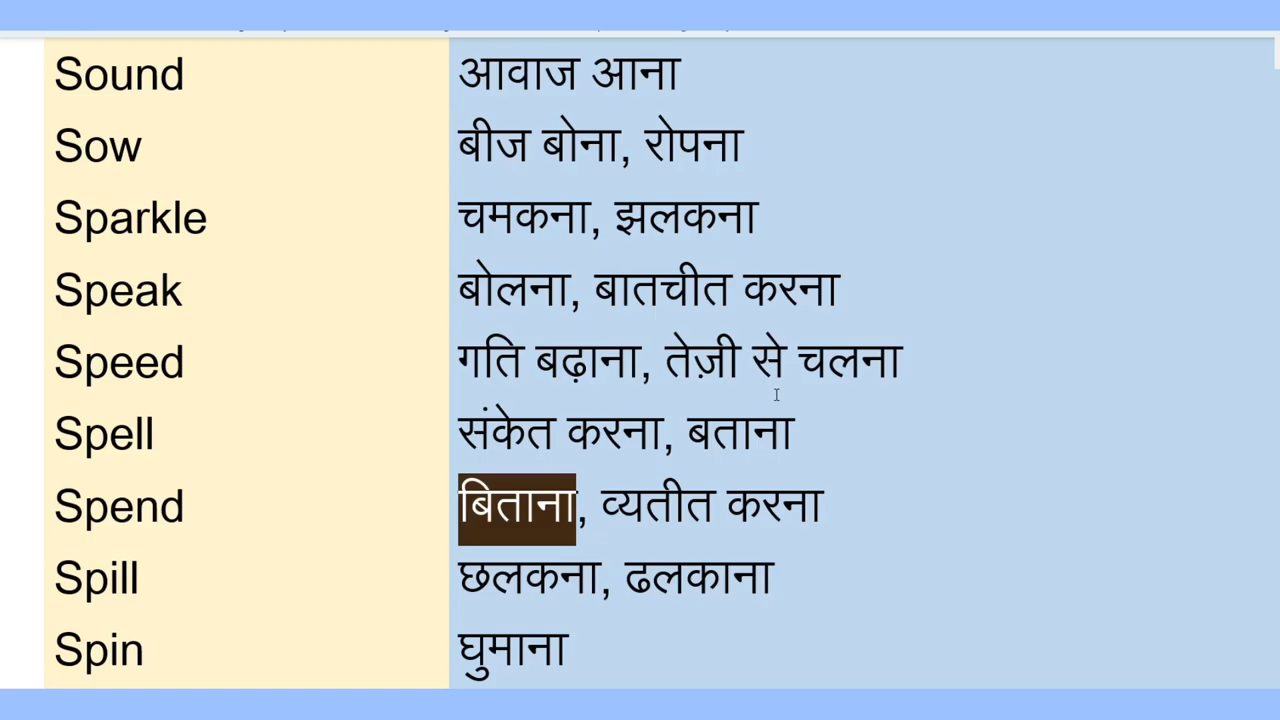 Sound आवाज आना
Sow बीज बोना, रोपना
Sparkle चमकना, झलकना
Speak बोलना, बातचीत करना
Speed गति बढ़ाना, तेज़ी से चलना
Spell संकेत करना, बताना
Spend बिताना, व्यतीत करना
Spill छलकना, ढलकाना
Spin घुमाना